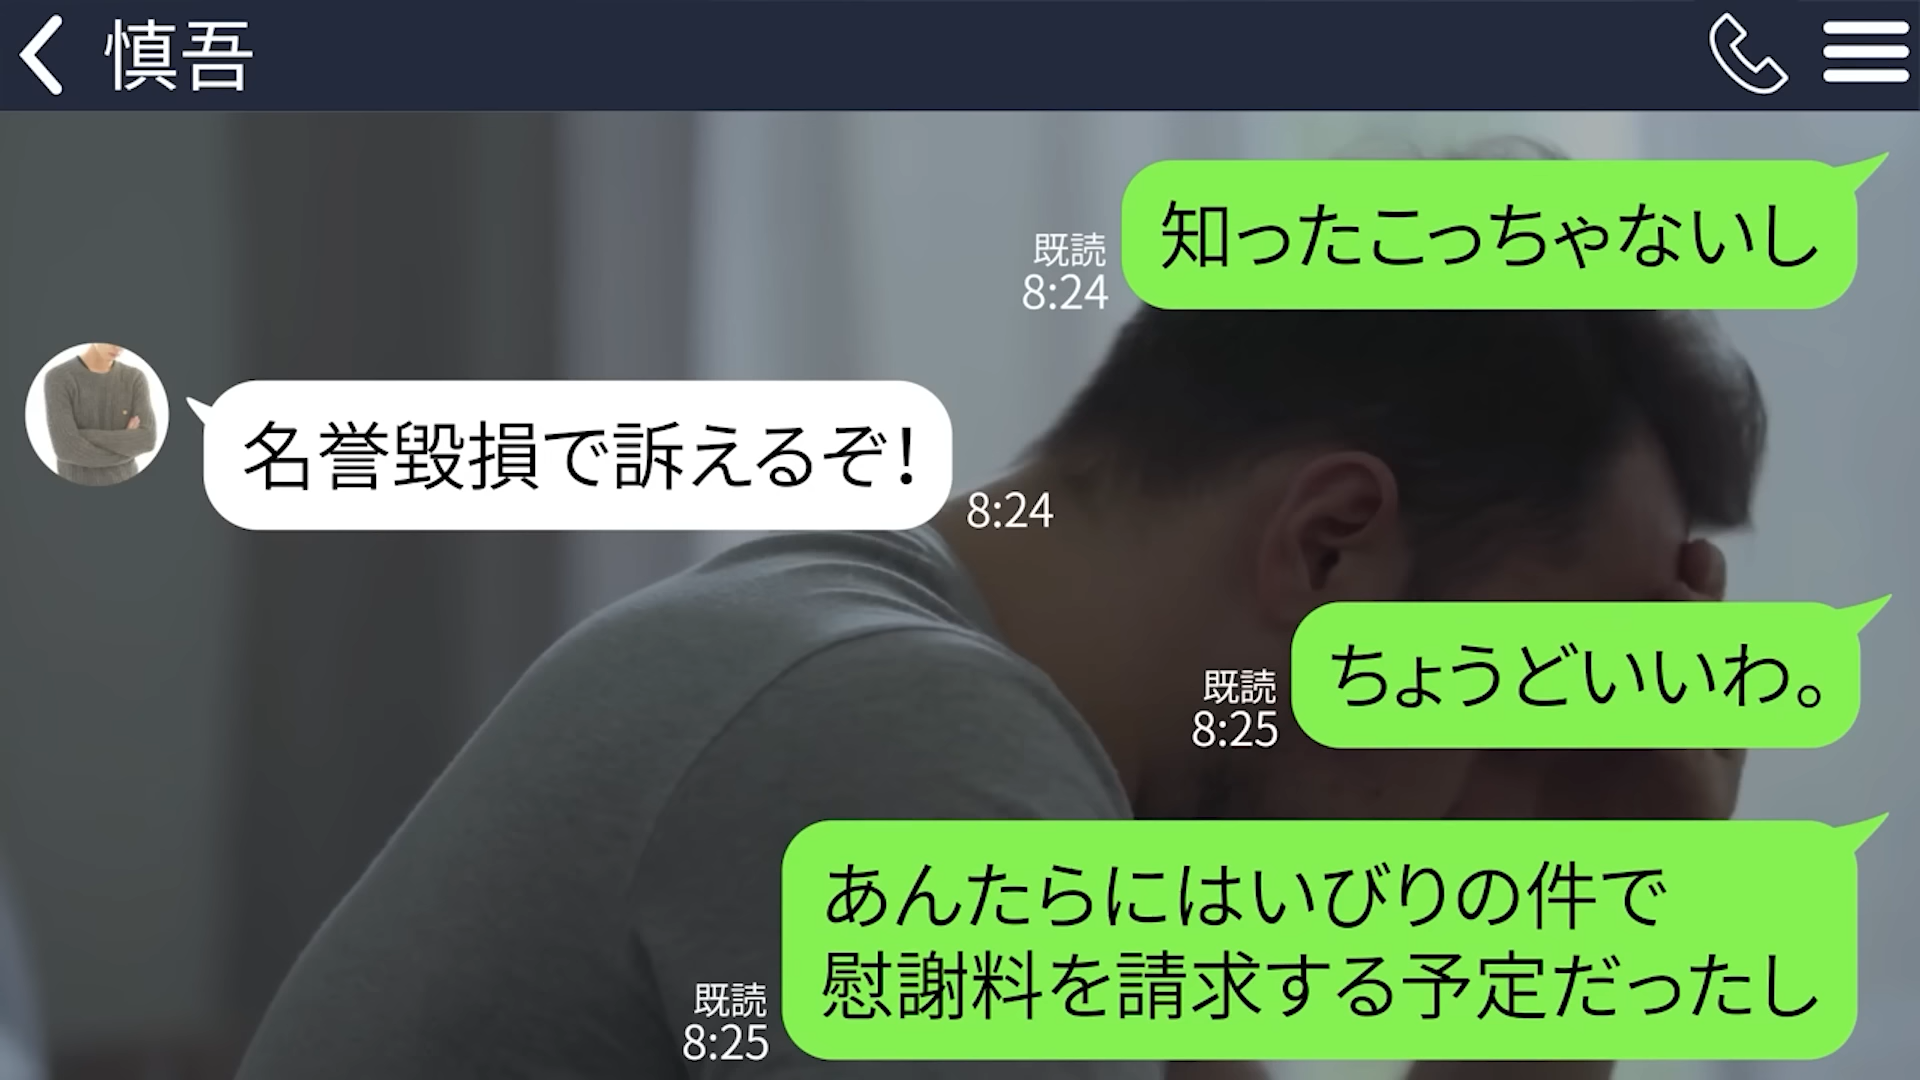 慎吾
知ったこっちゃないし
既読
8:24
名誉毀損で訴えるぞ!
8:24
ちょうどいいわ。
既読
8:25
あんたらにはいびりの件で
慰謝料を請求する予定だったし
既読
8:25